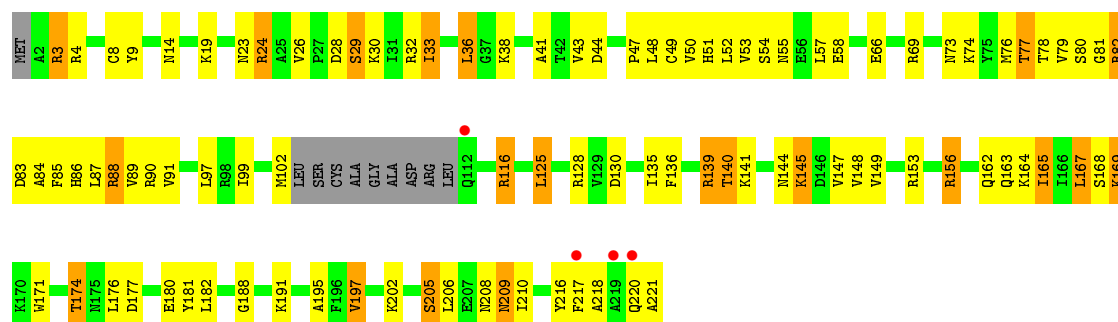 MET A2 R3 R4 C8 Y9 N14 K19 N23 R24 A25 V26 P27 D28 S29 K30 I31 R32 I33 L36 G37 K38 A41 T42 V43 D44 P47 L48 C49 V50 H51 L52 V53 S54 N55 E56 L57 E58 E66 R69 N73 K74 Y75 M76 T77 T78 V79 S80 G81 R82
D83 A84 F85 H86 L87 R88 V89 R90 V91 L97 R98 I99 M102 LEU SER CYS ALA GLY ALA ASP ARG LEU Q112 R116 L125 R128 V129 D130 I135 F136 R139 T140 K141 N144 K145 D146 V147 V148 V149 R153 R156 Q162 Q163 K164 I165 I166 L167 S168 K169
K170 W171 T174 N175 L176 D177 E180 Y181 L182 G188 K191 A195 F196 V197 K202 S205 L206 E207 N208 N209 I210 Y216 F217 A218 A219 Q220 A221